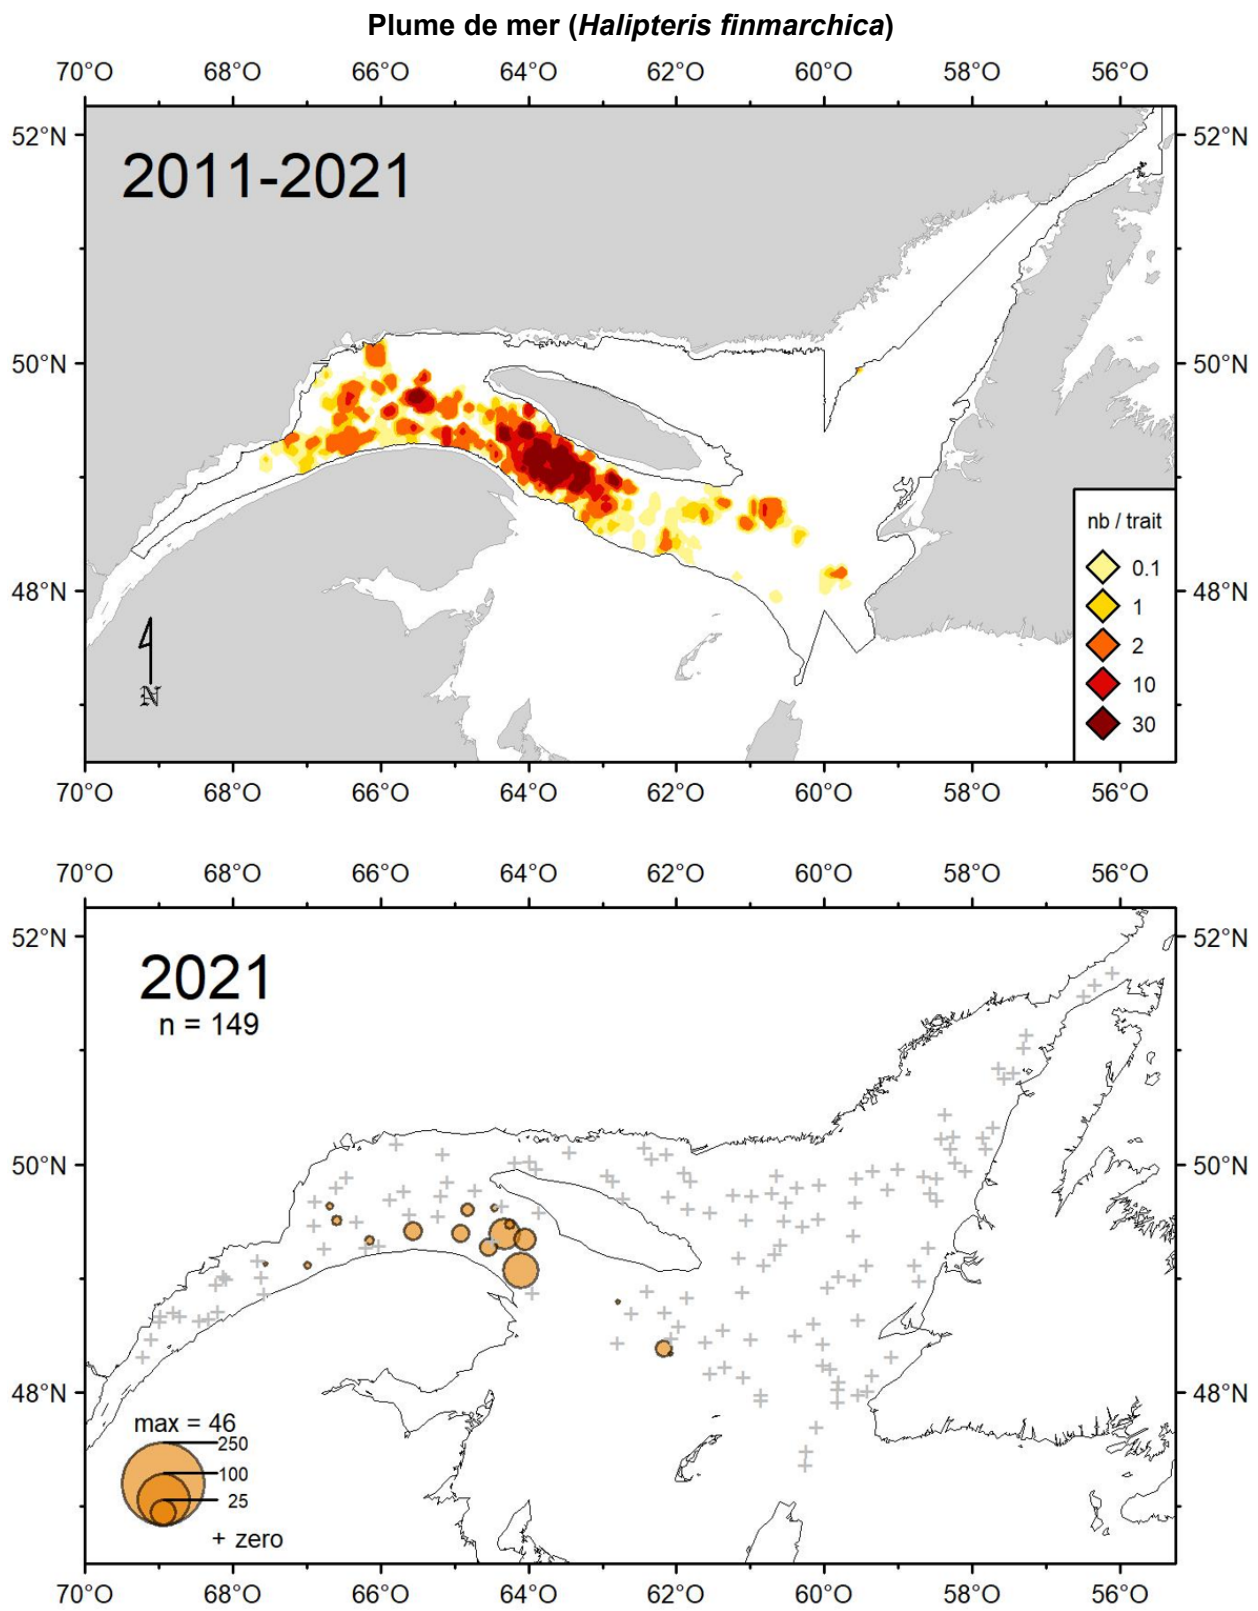 Plume de mer (Halipteris finmarchica)
70°O 68°O 66°O 64°O 62°O 60°O 58°O 56°O
52°N 52°N
2011-2021
50°N 50°N
nb / trait
0.1
1
2
10
30
48°N 48°N
N
70°O 68°O 66°O 64°O 62°O 60°O 58°O 56°O
70°O 68°O 66°O 64°O 62°O 60°O 58°O 56°O
52°N 52°N
2021
n = 149
50°N 50°N
48°N 48°N
max = 46
250
100
25
+ zero
70°O 68°O 66°O 64°O 62°O 60°O 58°O 56°O